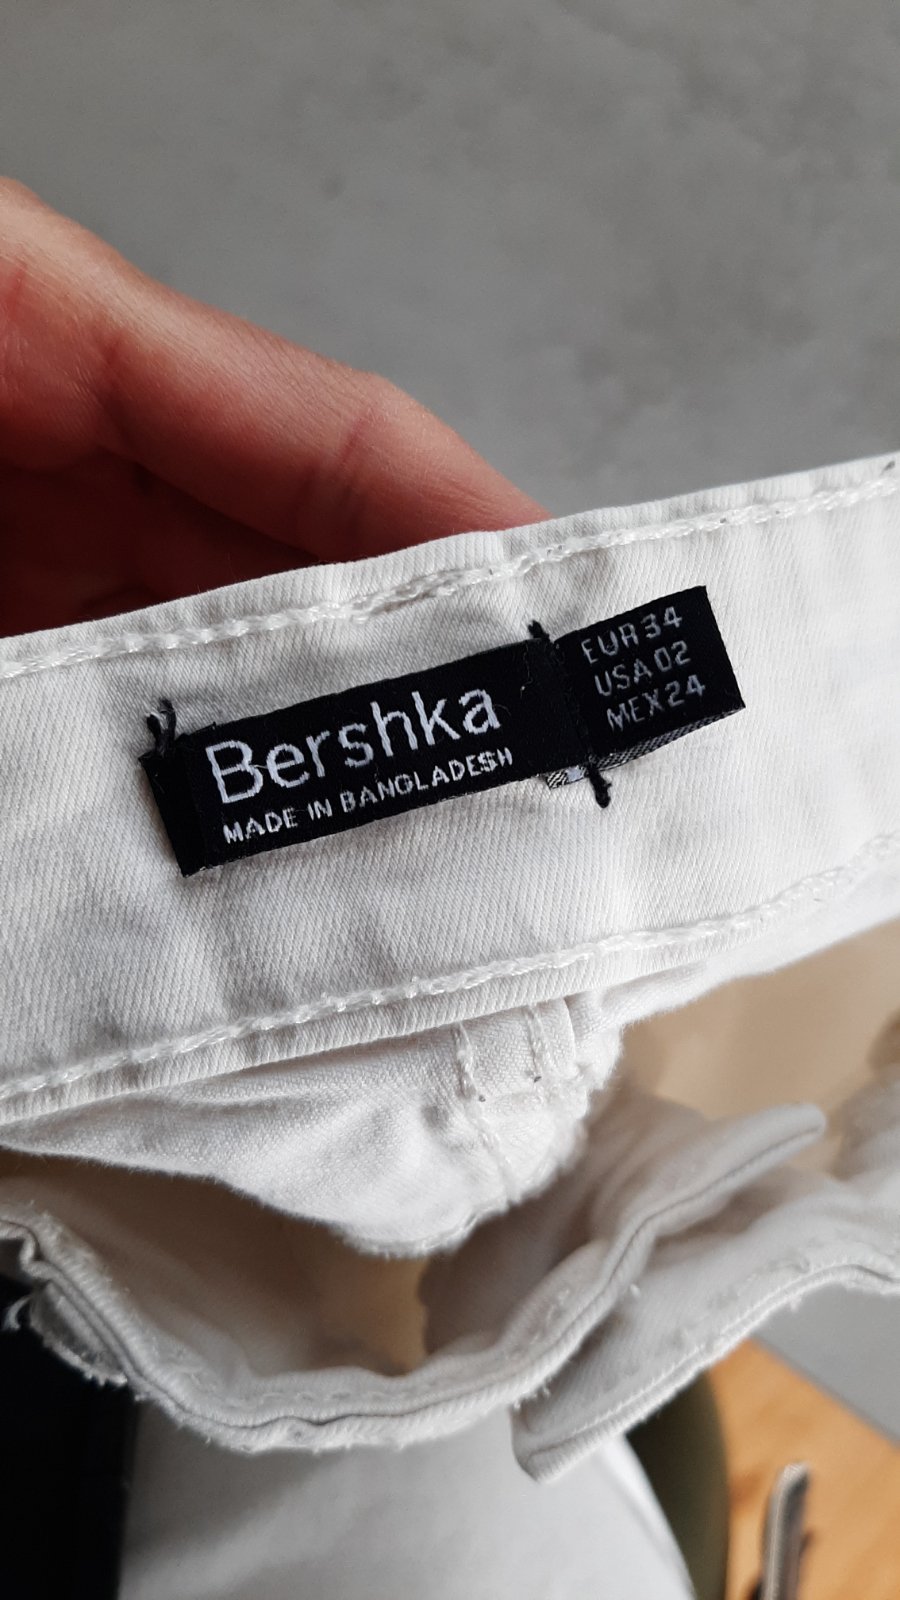 Bershka
MADE IN BANGLADESH
EUR 34
USA 02
MEX 24